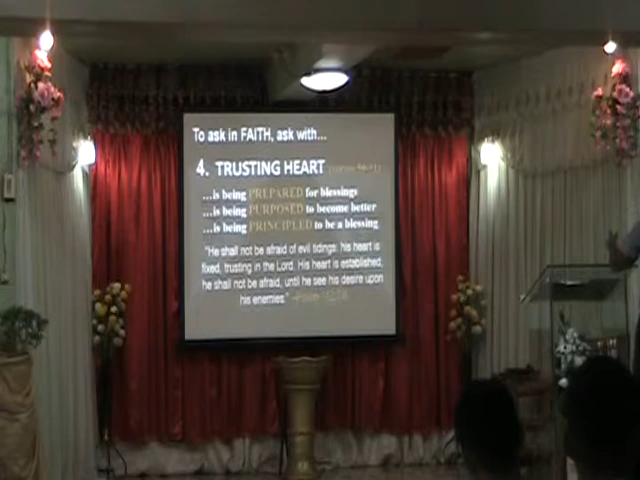 To ask in FAITH, ask with...
4. TRUSTING HEART
...is being PREPARED for blessings
...is being PURPOSED to become better
...is being PRINCIPLED to be a blessing
"He shall not be afraid of evil tidings: his heart is
fixed, trusting in the Lord. His heart is established,
he shall not be afraid, until he see his desire upon
his enemies"